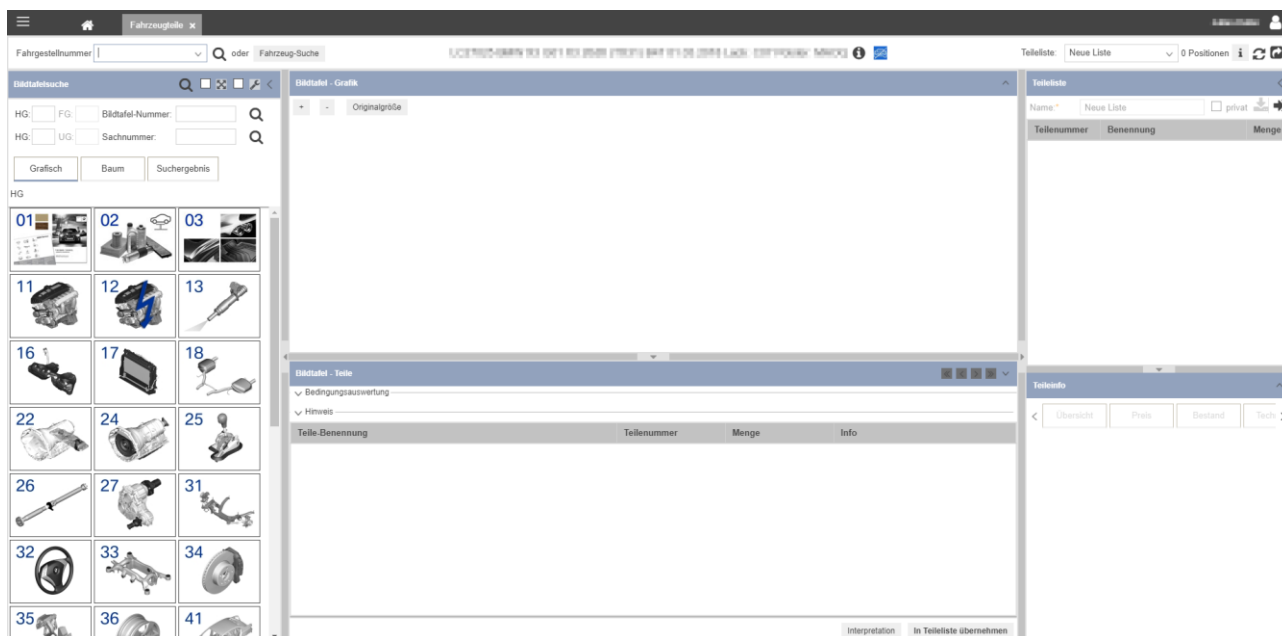 Fahrzeugteile ×
Fahrgestellnummer oder Fahrzeug-Suche Teileliste: Neue Liste 0 Positionen i
Bildtafelsuche
HG: FG: Bildtafel-Nummer:
HG: UG: Sachnummer:
Grafisch Baum Suchergebnis
HG
01 02 03
11 12 13
16 17 18
22 24 25
26 27 31
32 33 34
35 36 41
Bildtafel - Grafik
+ - Originalgröße
Bildtafel - Teile
Bedingungsauswertung
Hinweis
Teile-Benennung Teilenummer Menge Info
Interpretation In Teileliste übernehmen
Teileliste
Name:* Neue Liste privat
Teilenummer Benennung Menge
Teileinfo
Übersicht Preis Bestand Tech